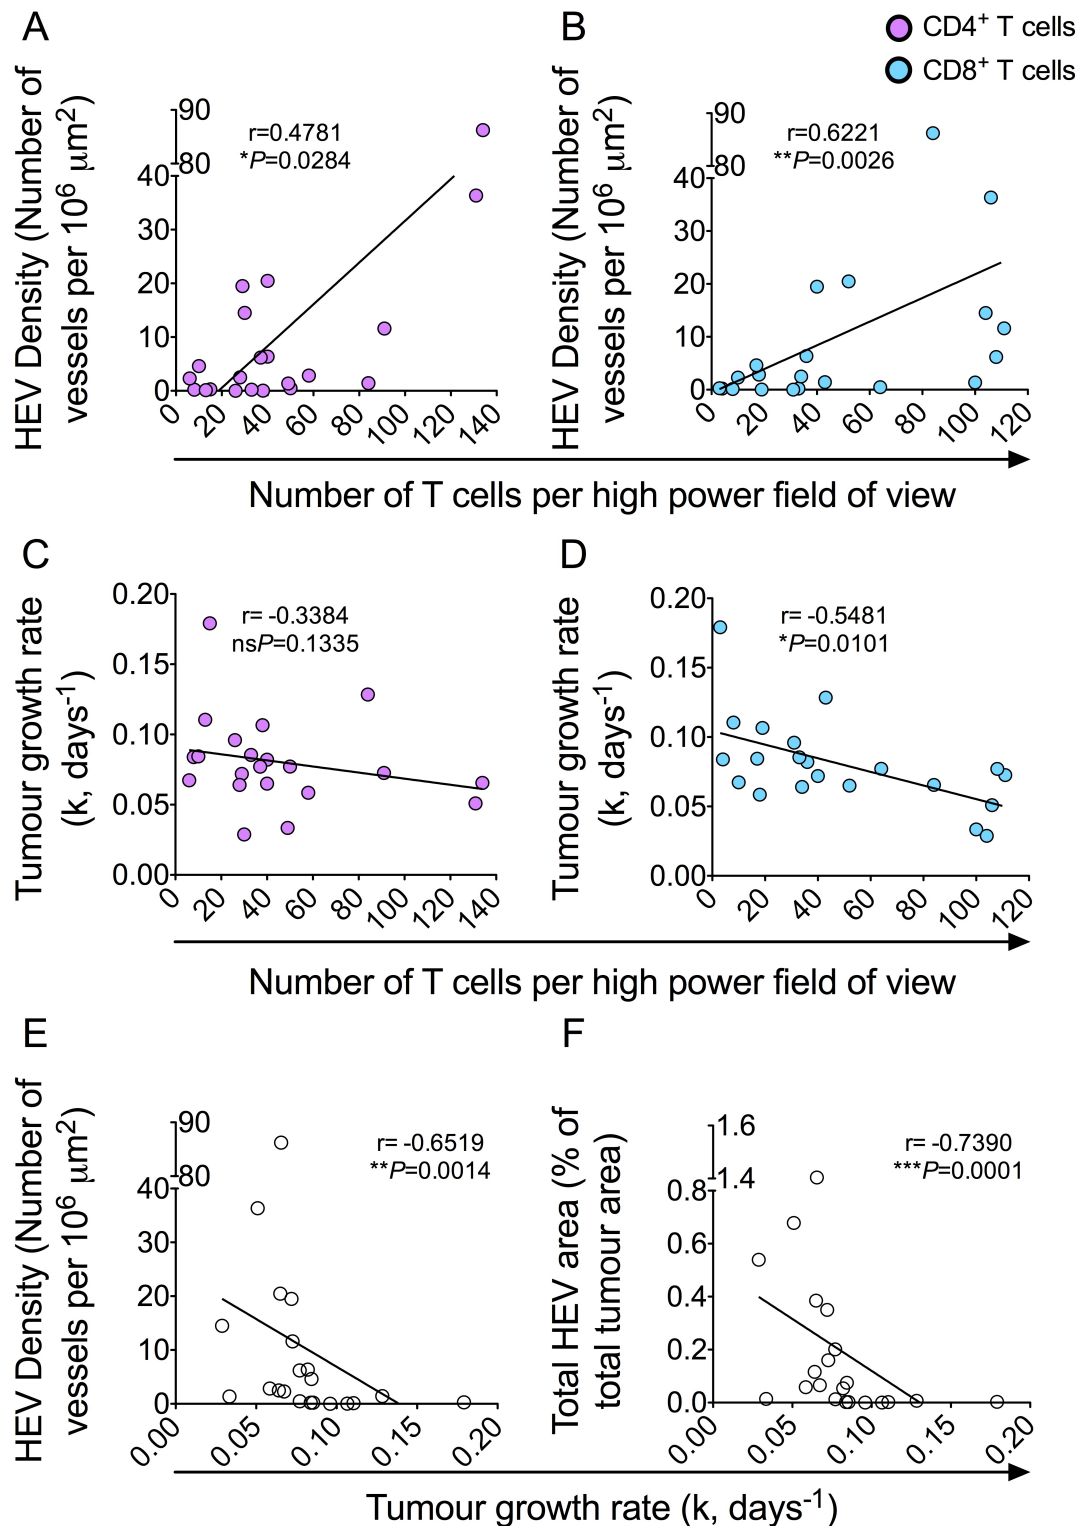 A
B
CD4⁺ T cells
CD8⁺ T cells
HEV Density (Number of
vessels per 10⁶ μm²)
90
80
40
30
20
10
0
r=0.4781
*P=0.0284
0 20 40 60 80 100 120 140
HEV Density (Number of
vessels per 10⁶ μm²)
90
80
40
30
20
10
0
r=0.6221
**P=0.0026
0 20 40 60 80 100 120
Number of T cells per high power field of view
C
D
Tumour growth rate
(k, days⁻¹)
0.20
0.15
0.10
0.05
0.00
r= -0.3384
nsP=0.1335
0 20 40 60 80 100 120 140
Tumour growth rate
(k, days⁻¹)
0.20
0.15
0.10
0.05
0.00
r= -0.5481
*P=0.0101
0 20 40 60 80 100 120
Number of T cells per high power field of view
E
F
HEV Density (Number of
vessels per 10⁶ μm²)
90
80
40
30
20
10
0
r= -0.6519
**P=0.0014
0.00 0.05 0.10 0.15 0.20
Total HEV area (% of
total tumour area)
1.6
1.4
0.8
0.6
0.4
0.2
0.0
r= -0.7390
***P=0.0001
0.00 0.05 0.10 0.15 0.20
Tumour growth rate (k, days⁻¹)